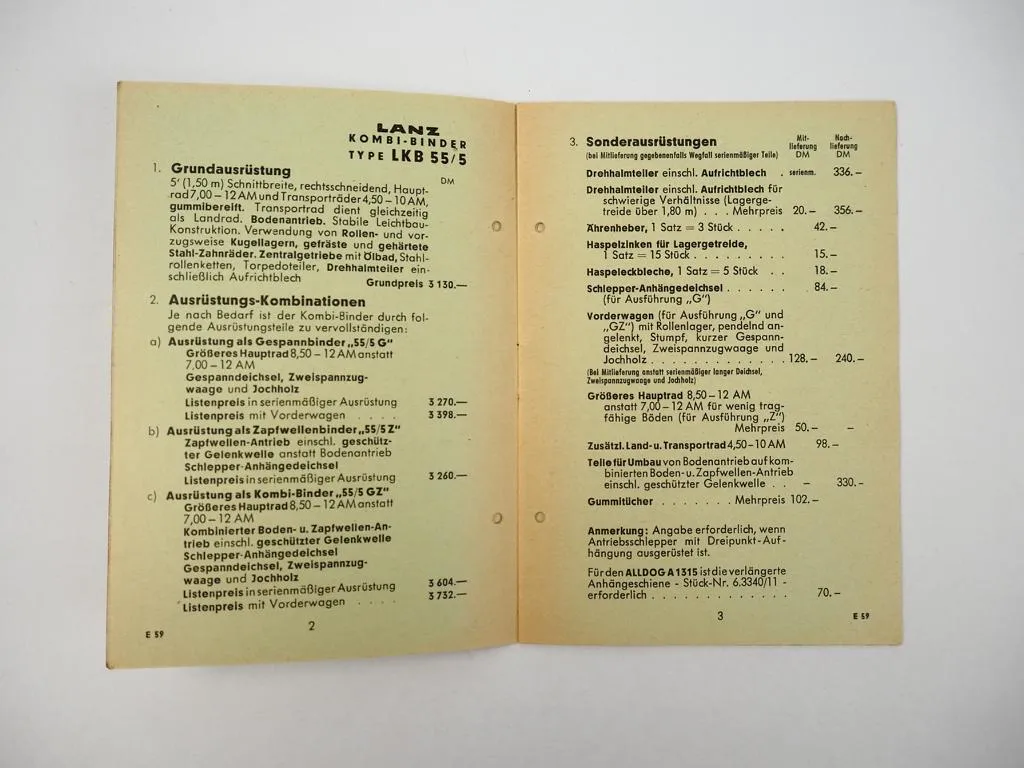 LANZ
KOMBI-BINDER
TYPE LKB 55/5
1. Grundausrüstung
DM
5' (1,50 m) Schnittbreite, rechtsschneidend, Haupt-
rad 7,00 – 12 AM und Transporträder 4,50 – 10 AM,
gummibereift. Transportrad dient gleichzeitig
als Landrad. Bodenantrieb. Stabile Leichtbau-
Konstruktion. Verwendung von Rollen- und vor-
zugsweise Kugellagern, gefräste und gehärtete
Stahl-Zahnräder. Zentralgetriebe mit Ölbad, Stahl-
rollenketten, Torpedoteiler, Drehhalmteiler ein-
schließlich Aufrichtblech
Grundpreis 3 130.—
2. Ausrüstungs-Kombinationen
Je nach Bedarf ist der Kombi-Binder durch fol-
gende Ausrüstungsteile zu vervollständigen:
a) Ausrüstung als Gespannbinder „55/5 G"
Größeres Hauptrad 8,50 – 12 AM anstatt
7,00 – 12 AM
Gespanndeichsel, Zweispannzug-
waage und Jochholz
Listenpreis in serienmäßiger Ausrüstung 3 270.—
Listenpreis mit Vorderwagen . . . . 3 398.—
b) Ausrüstung als Zapfwellenbinder „55/5 Z"
Zapfwellen-Antrieb einschl. geschütz-
ter Gelenkwelle anstatt Bodenantrieb
Schlepper-Anhängedeichsel
Listenpreis in serienmäßiger Ausrüstung 3 260.—
c) Ausrüstung als Kombi-Binder „55/5 GZ"
Größeres Hauptrad 8,50 – 12 AM anstatt
7,00 – 12 AM
Kombinierter Boden- u. Zapfwellen-An-
trieb einschl. geschützter Gelenkwelle
Schlepper-Anhängedeichsel
Gespanndeichsel, Zweispannzug-
waage und Jochholz
Listenpreis in serienmäßiger Ausrüstung 3 604.—
Listenpreis mit Vorderwagen . . . . 3 732.—
2
E 59
3. Sonderausrüstungen
(bei Mitlieferung gegebenenfalls Wegfall serienmäßiger Teile)
Mit-
lieferung
DM
Nach-
lieferung
DM
Drehhalmteiler einschl. Aufrichtblech . serienm. 336.–
Drehhalmteiler einschl. Aufrichtblech für
schwierige Verhältnisse (Lagerge-
treide über 1,80 m) . . . Mehrpreis 20.– 356.–
Ährenheber, 1 Satz = 3 Stück . . . . . 42.–
Haspelzinken für Lagergetreide,
1 Satz = 15 Stück . . . . . . . . . 15.–
Haspeleckbleche, 1 Satz = 5 Stück . . 18.–
Schlepper-Anhängedeichsel . . . . . . 84.–
(für Ausführung „G")
Vorderwagen (für Ausführung „G" und
„GZ") mit Rollenlager, pendelnd an-
gelenkt, Stumpf, kurzer Gespann-
deichsel, Zweispannzugwaage und
Jochholz . . . . . . . . . . . . . 128.– 240.–
(Bei Mitlieferung anstatt serienmäßiger langer Deichsel,
Zweispannzugwaage und Jochholz)
Größeres Hauptrad 8,50 – 12 AM
anstatt 7,00 – 12 AM für wenig trag-
fähige Böden (für Ausführung „Z")
Mehrpreis 50.– –
Zusätzl. Land- u. Transportrad 4,50 – 10 AM 98.–
Teile für Umbau von Bodenantrieb auf kom-
binierten Boden- u. Zapfwellen-Antrieb
einschl. geschützter Gelenkwelle . . – 330.–
Gummitücher . . . . . . . Mehrpreis 102.–
Anmerkung: Angabe erforderlich, wenn
Antriebsschlepper mit Dreipunkt-Auf-
hängung ausgerüstet ist.
Für den ALLDOG A 1315 ist die verlängerte
Anhängeschiene - Stück-Nr. 6.3340/11 -
erforderlich . . . . . . . . . . . . . 70.–
3
E 59